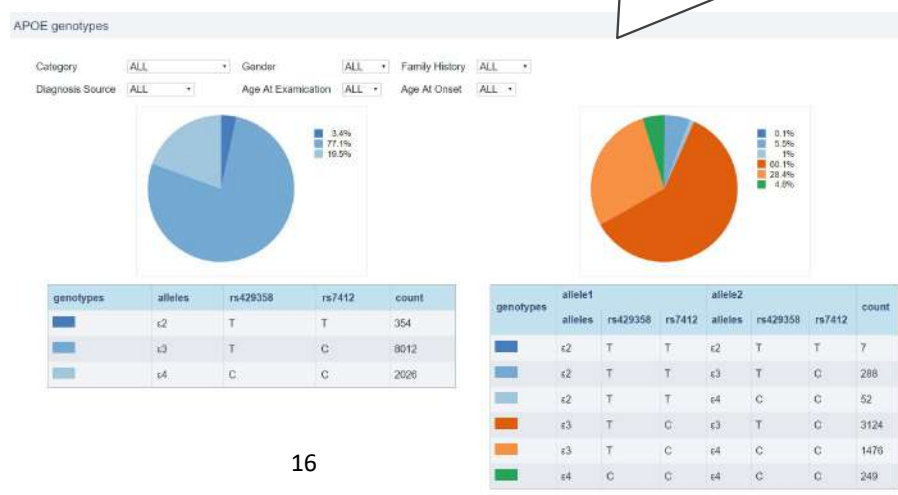 APOE genotypes
Category ALL Gender ALL Family History ALL
Diagnosis Source ALL Age At Examication ALL Age At Onset ALL
3.4%
77.1%
19.5%
0.1%
5.5%
1%
60.1%
28.4%
4.8%
genotypes alleles rs429358 rs7412 count
ε2 T T 354
ε3 T C 8012
ε4 C C 2026
genotypes allele1 allele2 count
alleles rs429358 rs7412 alleles rs429358 rs7412
ε2 T T ε2 T T 7
ε2 T T ε3 T C 288
ε2 T T ε4 C C 52
ε3 T C ε3 T C 3124
ε3 T C ε4 C C 1476
ε4 C C ε4 C C 249
16